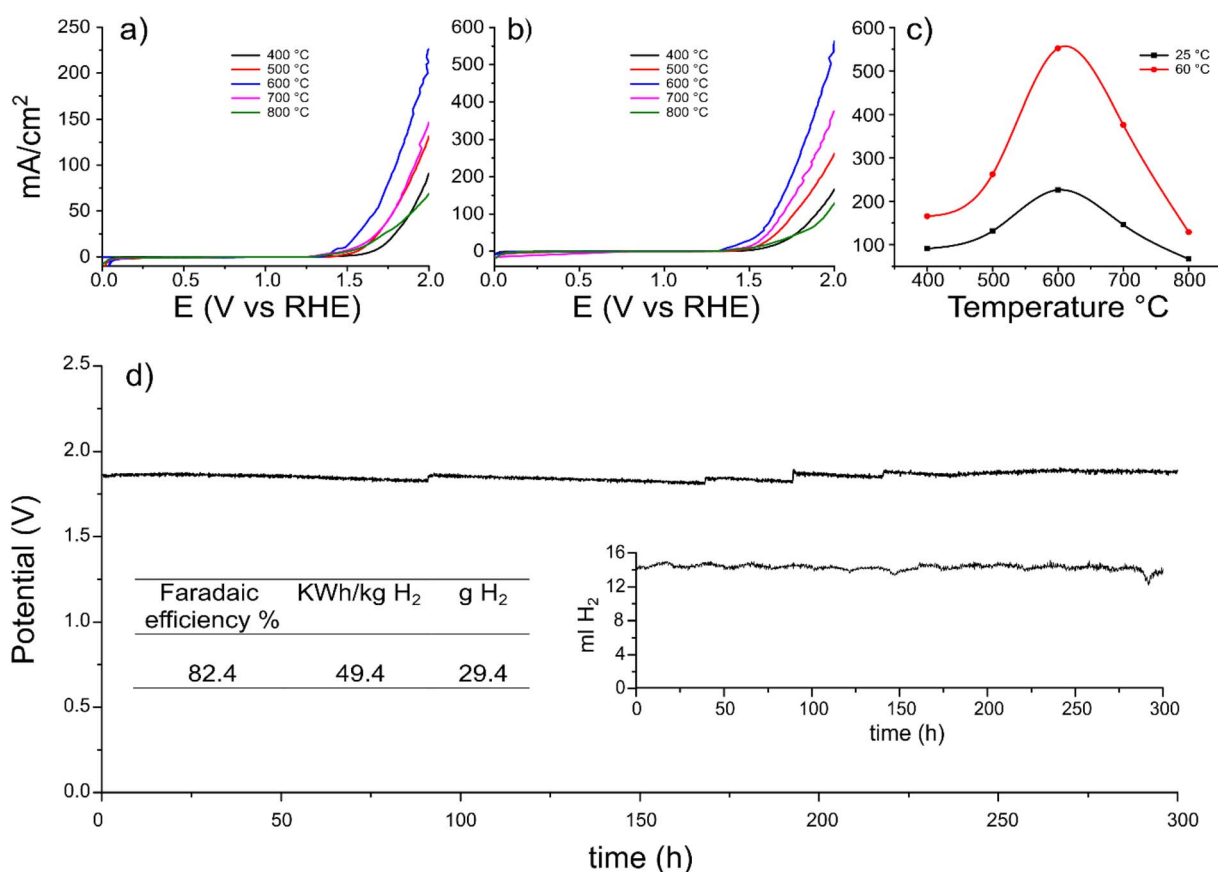 a)
250
225
200
175
150
125
100
75
50
25
0
mA/cm2
400 °C
500 °C
600 °C
700 °C
800 °C
0.0 0.5 1.0 1.5 2.0
E (V vs RHE)
b)
600
500
400
300
200
100
0
400 °C
500 °C
600 °C
700 °C
800 °C
0.0 0.5 1.0 1.5 2.0
E (V vs RHE)
c)
600
500
400
300
200
100
25 °C
60 °C
400 500 600 700 800
Temperature °C
d)
2.5
2.0
1.5
1.0
0.5
0.0
Potential (V)
Faradaic efficiency % KWh/kg H2 g H2
82.4 49.4 29.4
16
12
8
4
0
ml H2
0 50 100 150 200 250 300
time (h)
0 50 100 150 200 250 300
time (h)